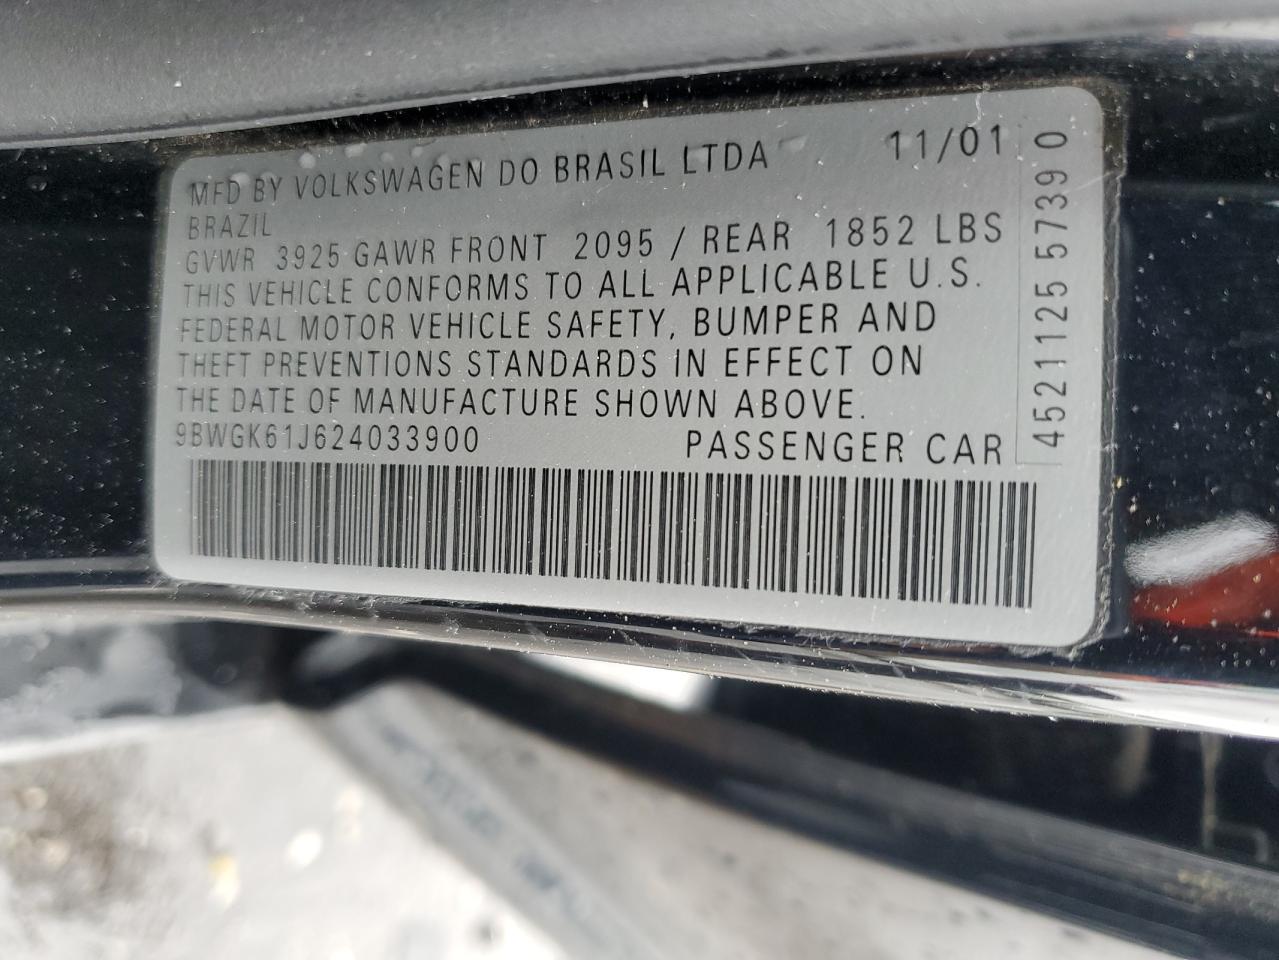 MFD BY VOLKSWAGEN DO BRASIL LTDA 11/01
BRAZIL
GVWR 3925 GAWR FRONT 2095 / REAR 1852 LBS
THIS VEHICLE CONFORMS TO ALL APPLICABLE U.S.
FEDERAL MOTOR VEHICLE SAFETY, BUMPER AND
THEFT PREVENTIONS STANDARDS IN EFFECT ON
THE DATE OF MANUFACTURE SHOWN ABOVE.
9BWGK61J624033900 PASSENGER CAR
4521125 5739 0